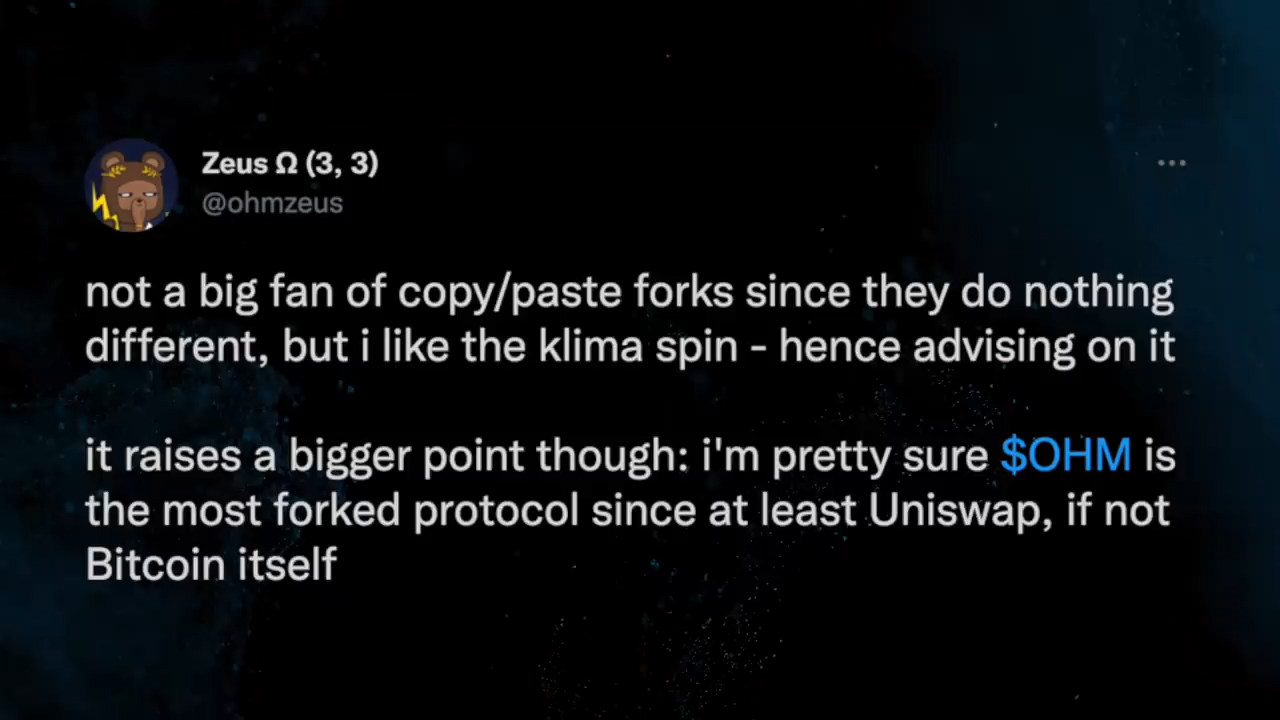 Zeus Ω (3, 3)
@ohmzeus
not a big fan of copy/paste forks since they do nothing
different, but i like the klima spin - hence advising on it
it raises a bigger point though: i'm pretty sure $OHM is
the most forked protocol since at least Uniswap, if not
Bitcoin itself